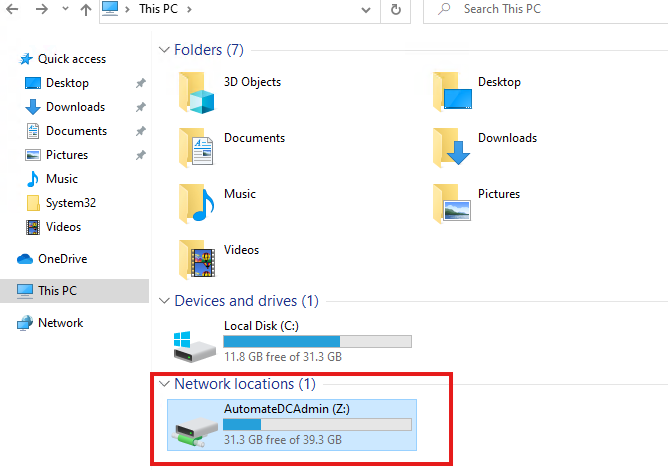 This PC
Search This PC
Quick access
Desktop
Downloads
Documents
Pictures
Music
System32
Videos
OneDrive
This PC
Network
Folders (7)
3D Objects
Desktop
Documents
Downloads
Music
Pictures
Videos
Devices and drives (1)
Local Disk (C:)
11.8 GB free of 31.3 GB
Network locations (1)
AutomateDCAdmin (Z:)
31.3 GB free of 39.3 GB